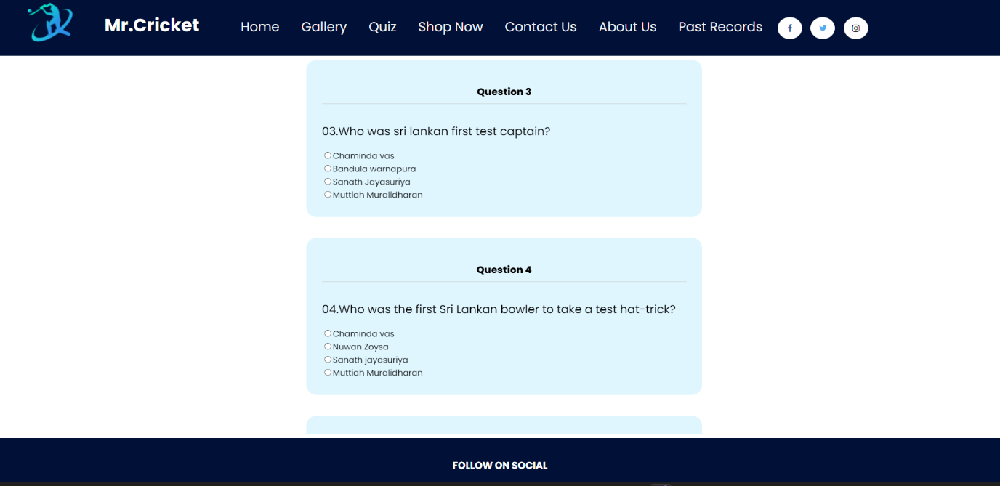 Mr.Cricket
Home Gallery Quiz Shop Now Contact Us About Us Past Records
Question 3
03.Who was sri lankan first test captain?
Chaminda vas
Bandula warnapura
Sanath Jayasuriya
Muttiah Muralidharan
Question 4
04.Who was the first Sri Lankan bowler to take a test hat-trick?
Chaminda vas
Nuwan Zoysa
Sanath jayasuriya
Muttiah Muralidharan
FOLLOW ON SOCIAL